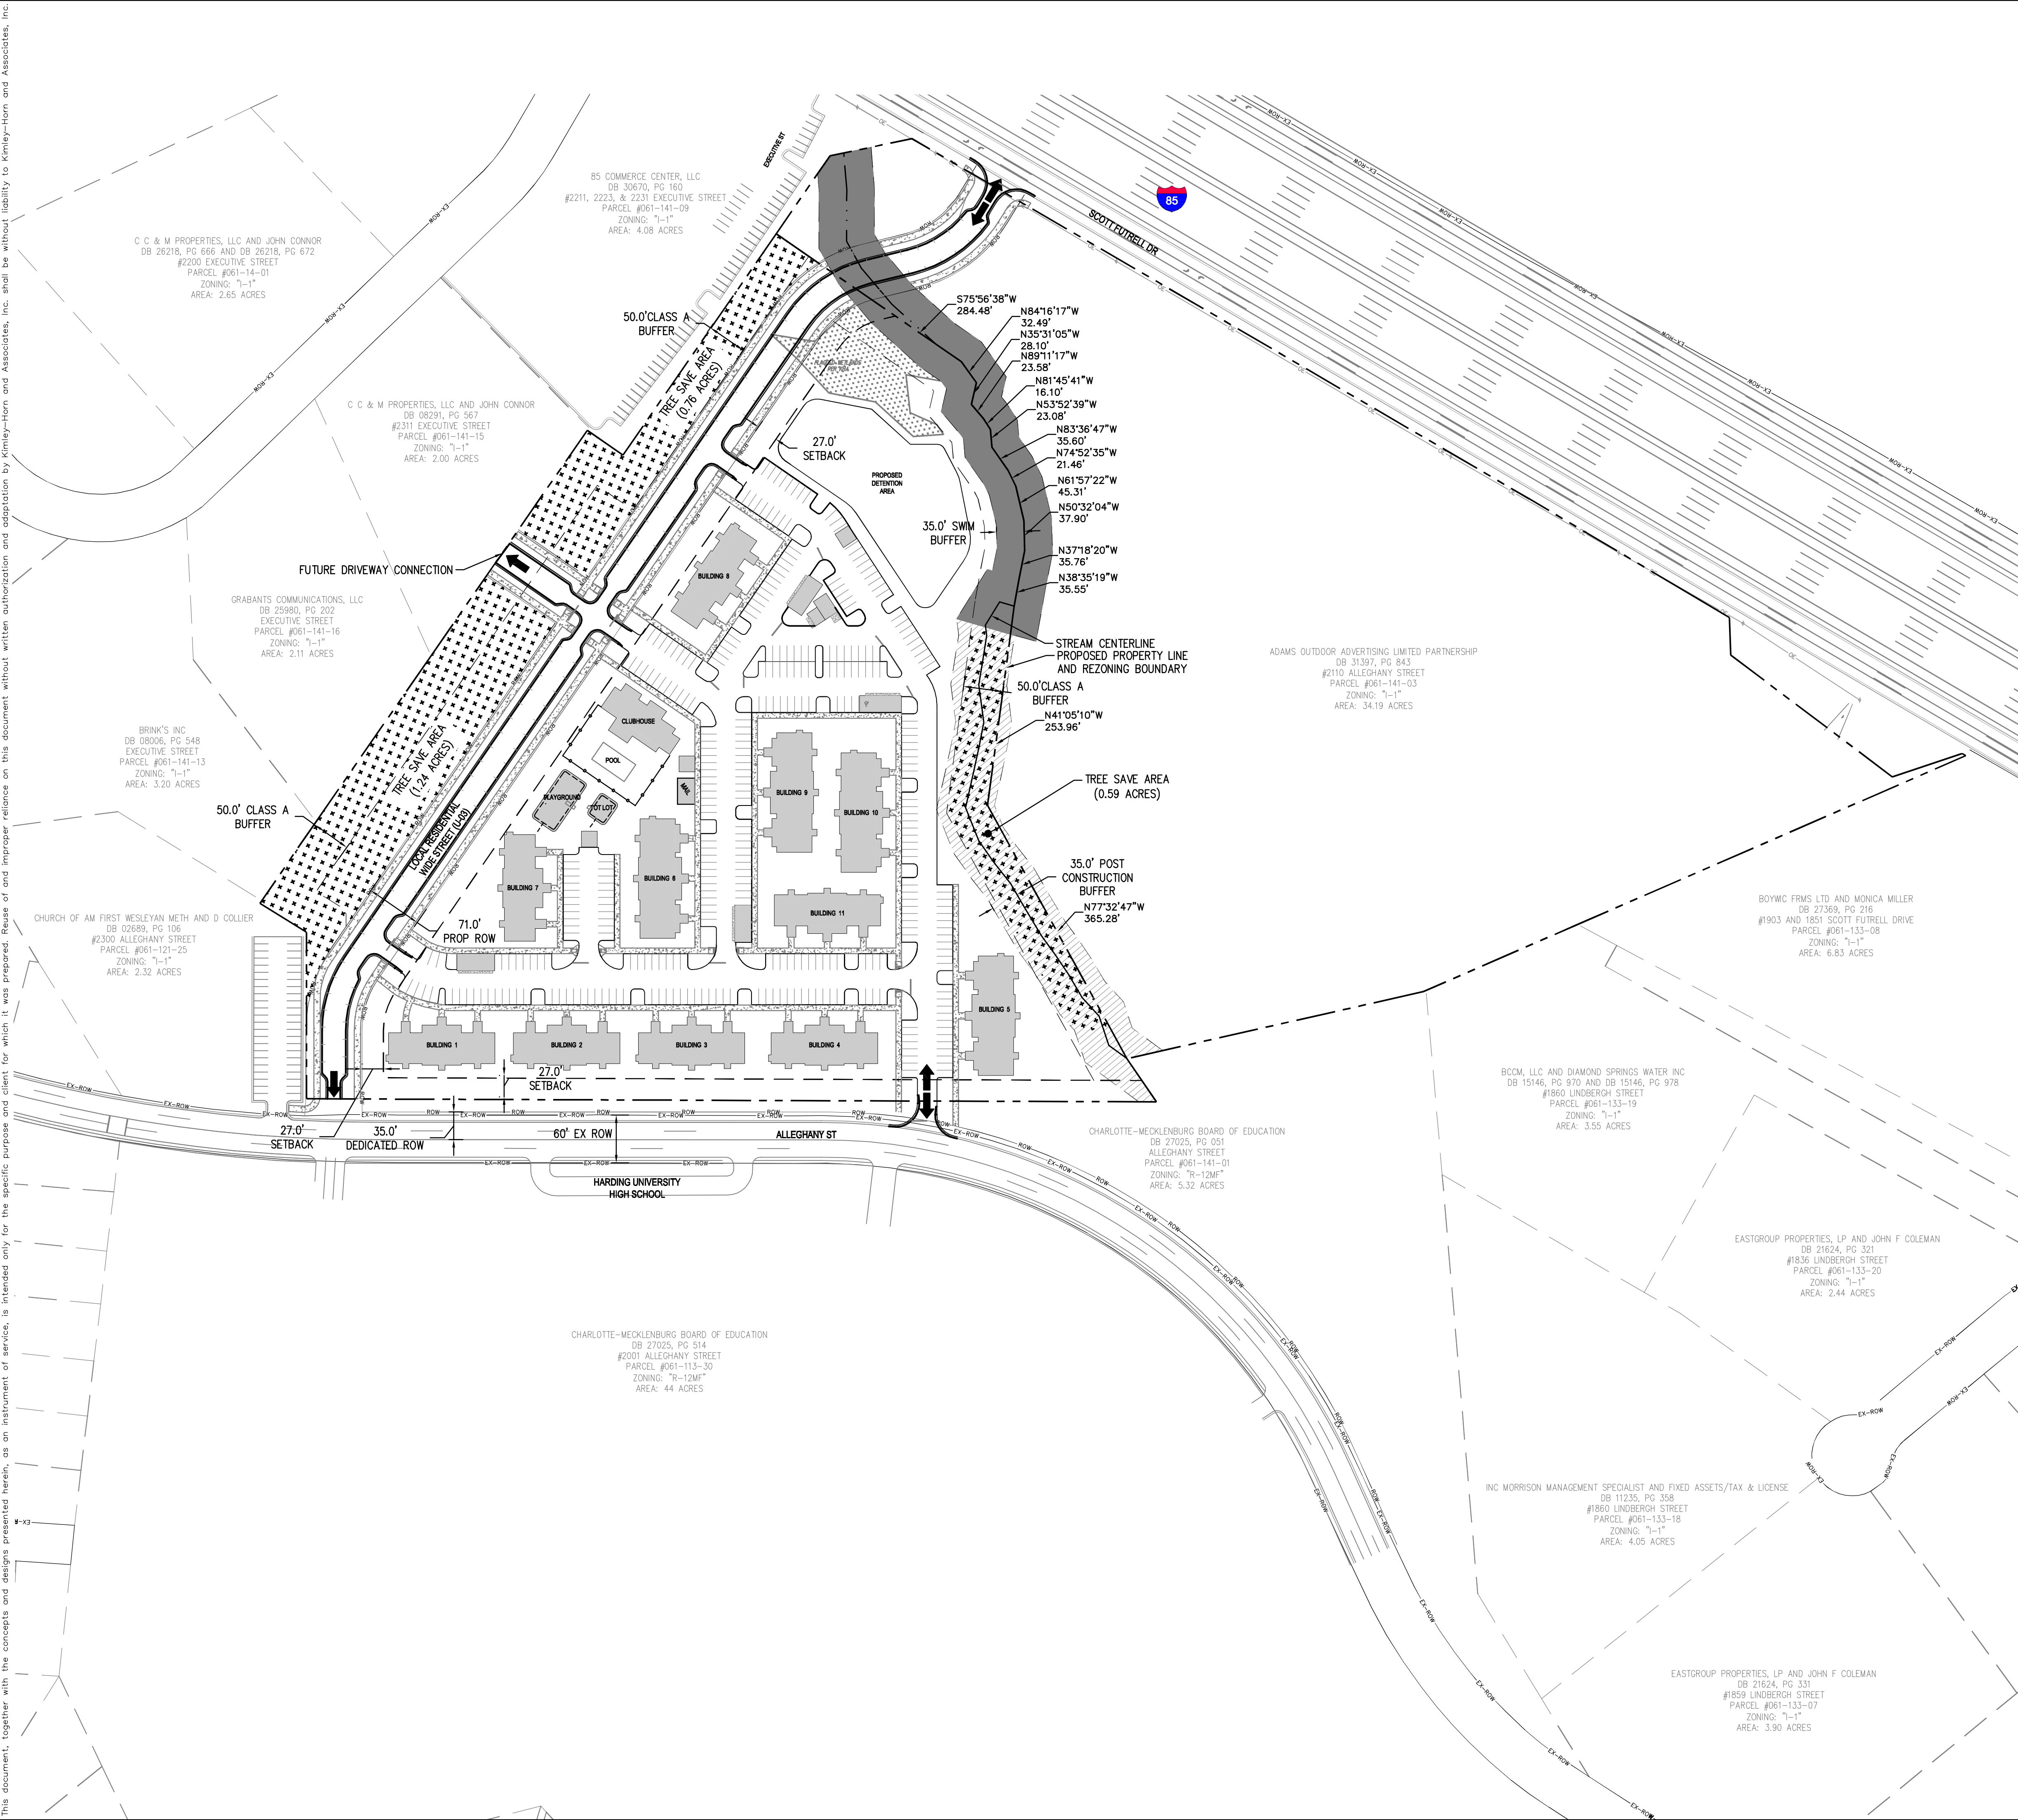 This document, together with the concepts and designs presented herein, as an instrument of service, is intended only for the specific purpose and client for which it was prepared. Reuse of and improper reliance on this document without written authorization and adaptation by Kimley-Horn and Associates, Inc. shall be without liability to Kimley-Horn and Associates, Inc.
EXECUTIVE ST
85 COMMERCE CENTER, LLC
DB 30670, PG 160
#2211, 2223, & 2231 EXECUTIVE STREET
PARCEL #061-141-09
ZONING: "I-1"
AREA: 4.08 ACRES
85
SCOTT FUTRELL DR
C C & M PROPERTIES, LLC AND JOHN CONNOR
DB 26218, PG 666 AND DB 26218, PG 672
#2200 EXECUTIVE STREET
PARCEL #061-14-01
ZONING: "I-1"
AREA: 2.65 ACRES
EX-ROW
EX-ROW
EX-ROW
50.0'CLASS A
BUFFER
TREE SAVE AREA
(0.76 ACRES)
S75°56'38"W
284.48'
N84°16'17"W
32.49'
N35°31'05"W
28.10'
N89°11'17"W
23.58'
N81°45'41"W
16.10'
N53°52'39"W
23.08'
N83°36'47"W
35.60'
N74°52'35"W
21.46'
N61°57'22"W
45.31'
N50°32'04"W
37.90'
N37°18'20"W
35.76'
N38°35'19"W
35.55'
C C & M PROPERTIES, LLC AND JOHN CONNOR
DB 08291, PG 567
#2311 EXECUTIVE STREET
PARCEL #061-141-15
ZONING: "I-1"
AREA: 2.00 ACRES
27.0'
SETBACK
PROPOSED
DETENTION
AREA
35.0' SWIM
BUFFER
FUTURE DRIVEWAY CONNECTION
BUILDING 8
GRABANTS COMMUNICATIONS, LLC
DB 25980, PG 202
EXECUTIVE STREET
PARCEL #061-141-16
ZONING: "I-1"
AREA: 2.11 ACRES
STREAM CENTERLINE
PROPOSED PROPERTY LINE
AND REZONING BOUNDARY
50.0'CLASS A
BUFFER
N41°05'10"W
253.96'
ADAMS OUTDOOR ADVERTISING LIMITED PARTNERSHIP
DB 31397, PG 843
#2110 ALLEGHANY STREET
PARCEL #061-141-03
ZONING: "I-1"
AREA: 34.19 ACRES
BRINK'S INC
DB 08006, PG 548
EXECUTIVE STREET
PARCEL #061-141-13
ZONING: "I-1"
AREA: 3.20 ACRES
TREE SAVE AREA
(1.24 ACRES)
CLUBHOUSE
POOL
MAIL
PLAYGROUND
TOT LOT
BUILDING 9
BUILDING 10
TREE SAVE AREA
(0.59 ACRES)
50.0' CLASS A
BUFFER
LOCAL RESIDENTIAL
WIDE STREET (U-03)
BUILDING 7
BUILDING 6
BUILDING 11
35.0' POST
CONSTRUCTION
BUFFER
N77°32'47"W
365.28'
CHURCH OF AM FIRST WESLEYAN METH AND D COLLIER
DB 02689, PG 106
#2300 ALLEGHANY STREET
PARCEL #061-121-25
ZONING: "I-1"
AREA: 2.32 ACRES
71.0'
PROP ROW
BOYWIC FRMS LTD AND MONICA MILLER
DB 27369, PG 216
#1903 AND 1851 SCOTT FUTRELL DRIVE
PARCEL #061-133-08
ZONING: "I-1"
AREA: 6.83 ACRES
BUILDING 5
BUILDING 1
BUILDING 2
BUILDING 3
BUILDING 4
27.0'
SETBACK
BCCM, LLC AND DIAMOND SPRINGS WATER INC
DB 15146, PG 970 AND DB 15146, PG 978
#1860 LINDBERGH STREET
PARCEL #061-133-19
ZONING: "I-1"
AREA: 3.55 ACRES
27.0'
SETBACK
35.0'
DEDICATED ROW
60' EX ROW
ALLEGHANY ST
HARDING UNIVERSITY
HIGH SCHOOL
CHARLOTTE-MECKLENBURG BOARD OF EDUCATION
DB 27025, PG 051
ALLEGHANY STREET
PARCEL #061-141-01
ZONING: "R-12MF"
AREA: 5.32 ACRES
EASTGROUP PROPERTIES, LP AND JOHN F COLEMAN
DB 21624, PG 321
#1836 LINDBERGH STREET
PARCEL #061-133-20
ZONING: "I-1"
AREA: 2.44 ACRES
CHARLOTTE-MECKLENBURG BOARD OF EDUCATION
DB 27025, PG 514
#2001 ALLEGHANY STREET
PARCEL #061-113-30
ZONING: "R-12MF"
AREA: 44 ACRES
INC MORRISON MANAGEMENT SPECIALIST AND FIXED ASSETS/TAX & LICENSE
DB 11235, PG 358
#1860 LINDBERGH STREET
PARCEL #061-133-18
ZONING: "I-1"
AREA: 4.05 ACRES
EASTGROUP PROPERTIES, LP AND JOHN F COLEMAN
DB 21624, PG 331
#1859 LINDBERGH STREET
PARCEL #061-133-07
ZONING: "I-1"
AREA: 3.90 ACRES